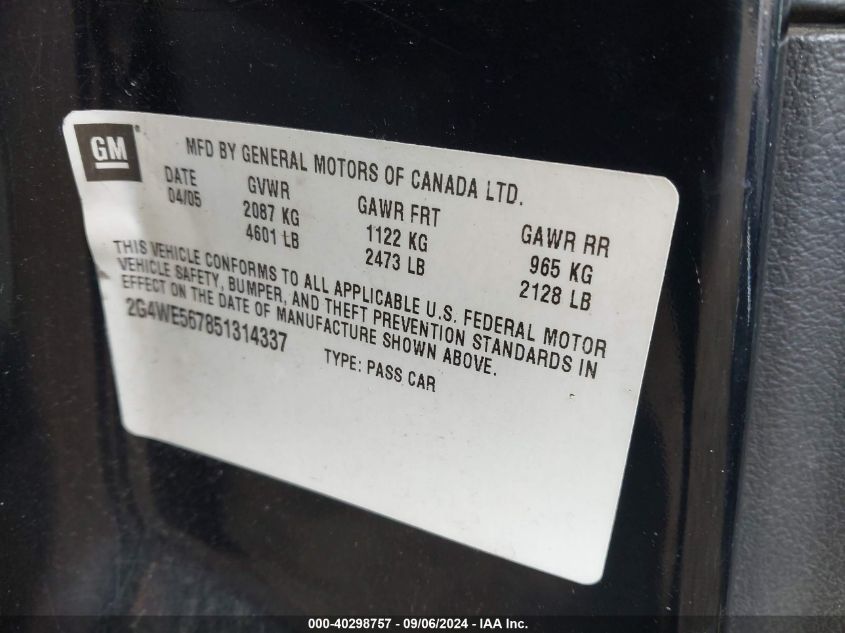 GM
MFD BY GENERAL MOTORS OF CANADA LTD.
DATE GVWR GAWR FRT GAWR RR
04/05 2087 KG 1122 KG 965 KG
4601 LB 2473 LB 2128 LB
THIS VEHICLE CONFORMS TO ALL APPLICABLE U.S. FEDERAL MOTOR
VEHICLE SAFETY, BUMPER, AND THEFT PREVENTION STANDARDS IN
EFFECT ON THE DATE OF MANUFACTURE SHOWN ABOVE.
2G4WE567851314337 TYPE: PASS CAR
000-40298757 - 09/06/2024 - IAA Inc.